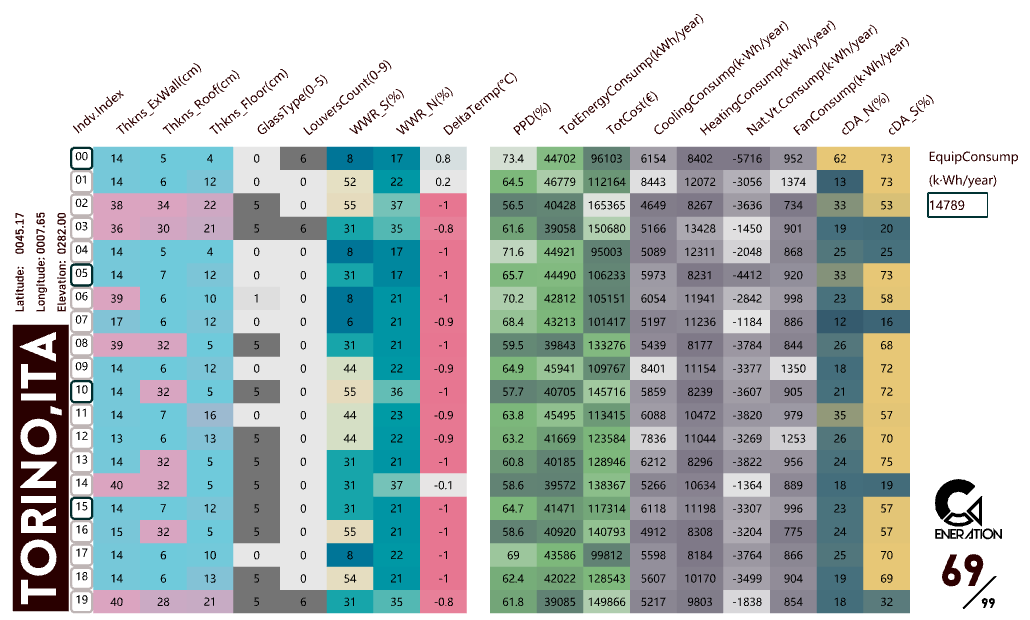 Indv.Index Thkns_ExWall(cm) Thkns_Roof(cm) Thkns_Floor(cm) GlassType(0-5) LouversCount(0-9) WWR_S(%) WWR_N(%) DeltaTermp(°C) PPD(%) TotEnergyConsump(kWh/year) TotCost(€) CoolingConsump(k·Wh/year) HeatingConsump(k·Wh/year) Nat.Vt.Consump(k·Wh/year) FanConsump(k·Wh/year) cDA_N(%) cDA_S(%)
00 14 5 4 0 6 8 17 0.8 73.4 44702 96103 6154 8402 -5716 952 62 73
01 14 6 12 0 0 52 22 0.2 64.5 46779 112164 8443 12072 -3056 1374 13 73
02 38 34 22 5 0 55 37 -1 56.5 40428 165365 4649 8267 -3636 734 33 53
03 36 30 21 5 6 31 35 -0.8 61.6 39058 150680 5166 13428 -1450 901 19 20
04 14 5 4 0 0 8 17 -1 71.6 44921 95003 5089 12311 -2048 868 25 25
05 14 7 12 0 0 31 17 -1 65.7 44490 106233 5973 8231 -4412 920 33 73
06 39 6 10 1 0 8 21 -1 70.2 42812 105151 6054 11941 -2842 998 23 58
07 17 6 12 0 0 6 21 -0.9 68.4 43213 101417 5197 11236 -1184 886 12 16
08 39 32 5 5 0 31 21 -1 59.5 39843 133276 5439 8177 -3784 844 26 68
09 14 6 12 0 0 44 22 -0.9 64.9 45941 109767 8401 11154 -3377 1350 18 72
10 14 32 5 5 0 55 36 -1 57.7 40705 145716 5859 8239 -3607 905 21 72
11 14 7 16 0 0 44 23 -0.9 63.8 45495 113415 6088 10472 -3820 979 35 57
12 13 6 13 5 0 44 22 -0.9 63.2 41669 123584 7836 11044 -3269 1253 26 70
13 14 32 5 5 0 31 21 -1 60.8 40185 128946 6212 8296 -3822 956 24 75
14 40 32 5 5 0 31 37 -0.1 58.6 39572 138367 5266 10634 -1364 889 18 19
15 14 7 12 5 0 31 21 -1 64.7 41471 117314 6118 11198 -3307 996 23 57
16 15 32 5 5 0 55 21 -1 58.6 40920 140793 4912 8308 -3204 775 24 57
17 14 6 10 0 0 8 22 -1 69 43586 99812 5598 8184 -3764 866 25 70
18 14 6 13 5 0 54 21 -1 62.4 42022 128543 5607 10170 -3499 904 19 69
19 40 28 21 5 6 31 35 -0.8 61.8 39085 149866 5217 9803 -1838 854 18 32
EquipConsump
(k·Wh/year)
14789
Latitude: 0045.17
Longitude: 0007.65
Elevation: 0282.00
TORINO,ITA
ENERATION
69/99